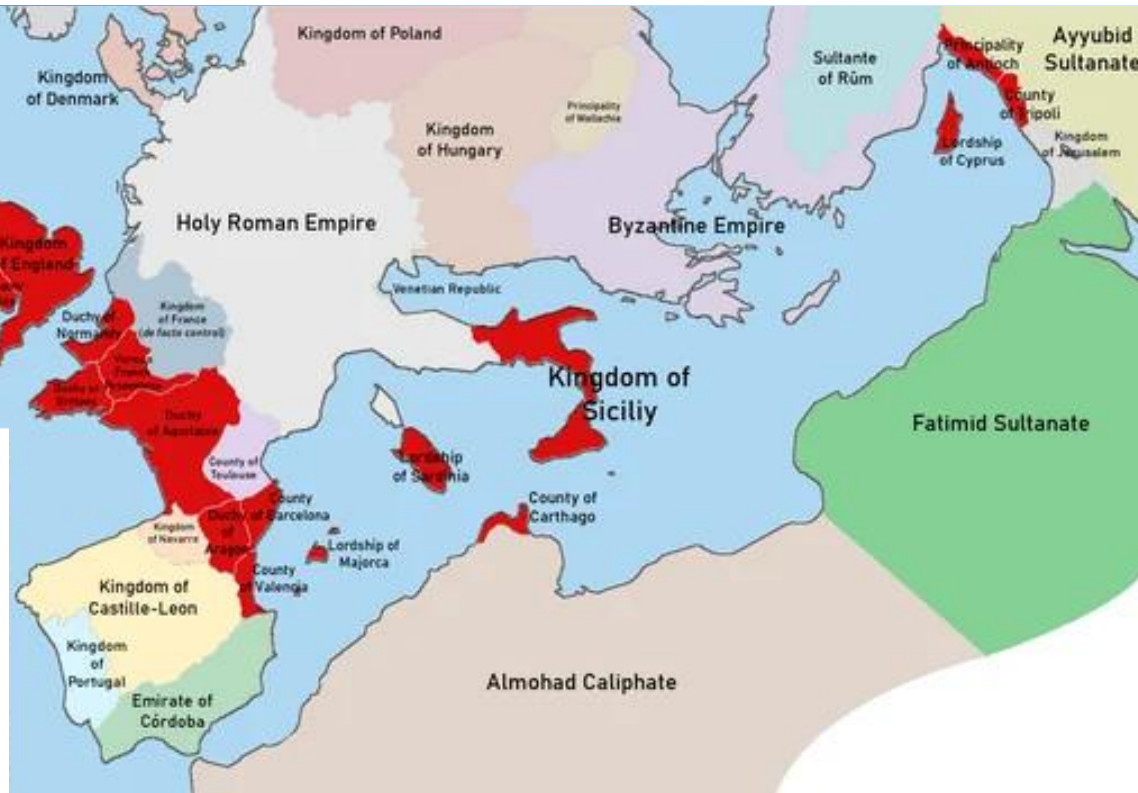 Kingdom of Poland
Ayyubid
Sultanate
Principality
of Antioch
Sultante
of Rūm
Kingdom
of Denmark
County
of Tripoli
Principality
of Wallachia
Kingdom
of Hungary
Lordship
of Cyprus
Kingdom
of Jerusalem
Holy Roman Empire
Byzantine Empire
Kingdom
of England
Venetian Republic
Kingdom
of France
(de facto control)
Duchy of
Normandy
Kingdom of
Siciliy
Duchy of
Duchy
of Aquitaine
Fatimid Sultanate
Lordship
of Sardinia
County of
Toulouse
County
of Barcelona
County of
Carthago
Duchy
of
Aragon
Kingdom
of Navarre
Lordship of
Majorca
County
of Valencia
Kingdom of
Castille-Leon
Kingdom
of
Portugal
Emirate of
Córdoba
Almohad Caliphate